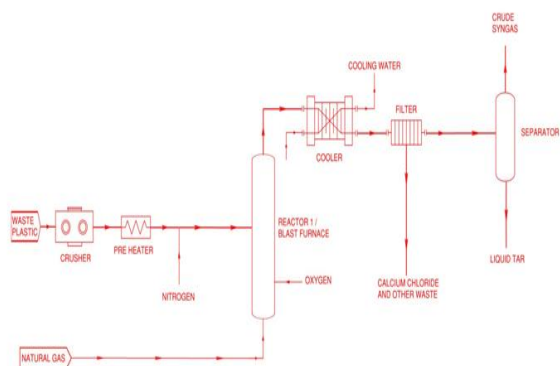 CRUDE
SYNGAS
COOLING WATER
FILTER
SEPARATOR
COOLER
WASTE
PLASTIC
REACTOR 1 /
BLAST FURNACE
CRUSHER
PRE HEATER
LIQUID TAR
OXYGEN
CALCIUM CHLORIDE
AND OTHER WASTE
NITROGEN
NATURAL GAS